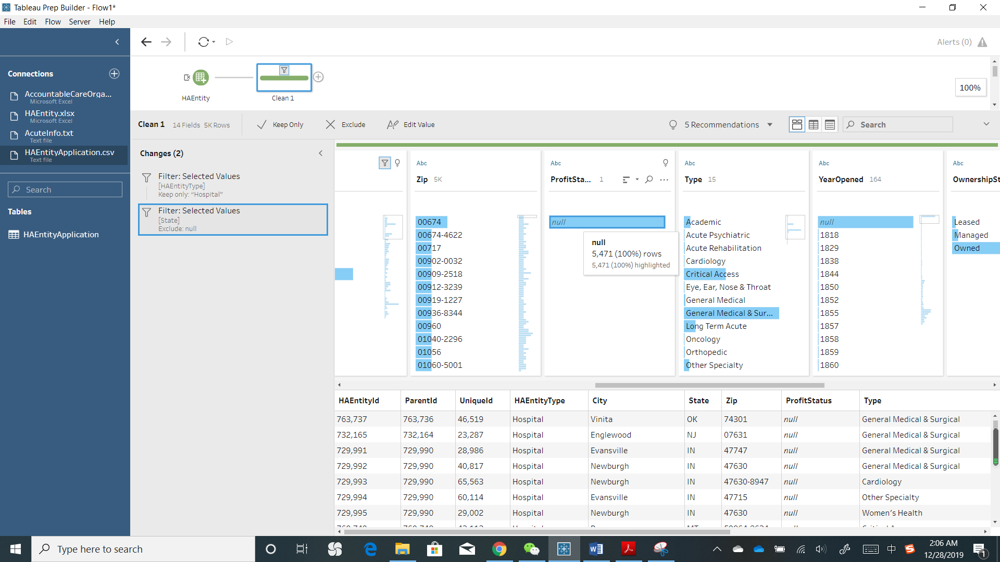 Tableau Prep Builder - Flow1*
File Edit Flow Server Help
Alerts (0)
Connections
AccountableCareOrga...
Microsoft Excel
HAEntity.xlsx
Microsoft Excel
AcuteInfo.txt
Text file
HAEntityApplication.csv
Text file
Search
Tables
HAEntityApplication
HAEntity
Clean 1
100%
Clean 1 14 Fields 5K Rows Keep Only Exclude Edit Value 5 Recommendations Search
Changes (2)
Filter: Selected Values
[HAEntityType]
Keep only: “Hospital”
Filter: Selected Values
[State]
Exclude: null
Abc
Zip 5K
00674
00674-4622
00717
00902-0032
00909-2518
00912-3239
00919-1227
00936-8344
00960
01040-2296
01056
01060-5001
Abc
ProfitSta... 1
null
null
5,471 (100%) rows
5,471 (100%) highlighted
Abc
Type 15
Academic
Acute Psychiatric
Acute Rehabilitation
Cardiology
Critical Access
Eye, Ear, Nose & Throat
General Medical
General Medical & Sur...
Long Term Acute
Oncology
Orthopedic
Other Specialty
Abc
YearOpened 164
null
1818
1829
1838
1844
1850
1852
1855
1857
1858
1859
1860
Abc
OwnershipSt
Leased
Managed
Owned
HAEntityId ParentId UniqueId HAEntityType City State Zip ProfitStatus Type
763,737 763,736 46,519 Hospital Vinita OK 74301 null General Medical & Surgical
732,165 732,164 23,287 Hospital Englewood NJ 07631 null General Medical & Surgical
729,991 729,990 28,986 Hospital Evansville IN 47747 null General Medical & Surgical
729,992 729,990 40,817 Hospital Newburgh IN 47630 null General Medical & Surgical
729,993 729,990 65,563 Hospital Newburgh IN 47630-8947 null Cardiology
729,994 729,990 60,114 Hospital Evansville IN 47715 null Other Specialty
729,995 729,990 29,002 Hospital Newburgh IN 47630 null Women's Health
Type here to search
中
2:06 AM
12/28/2019
1